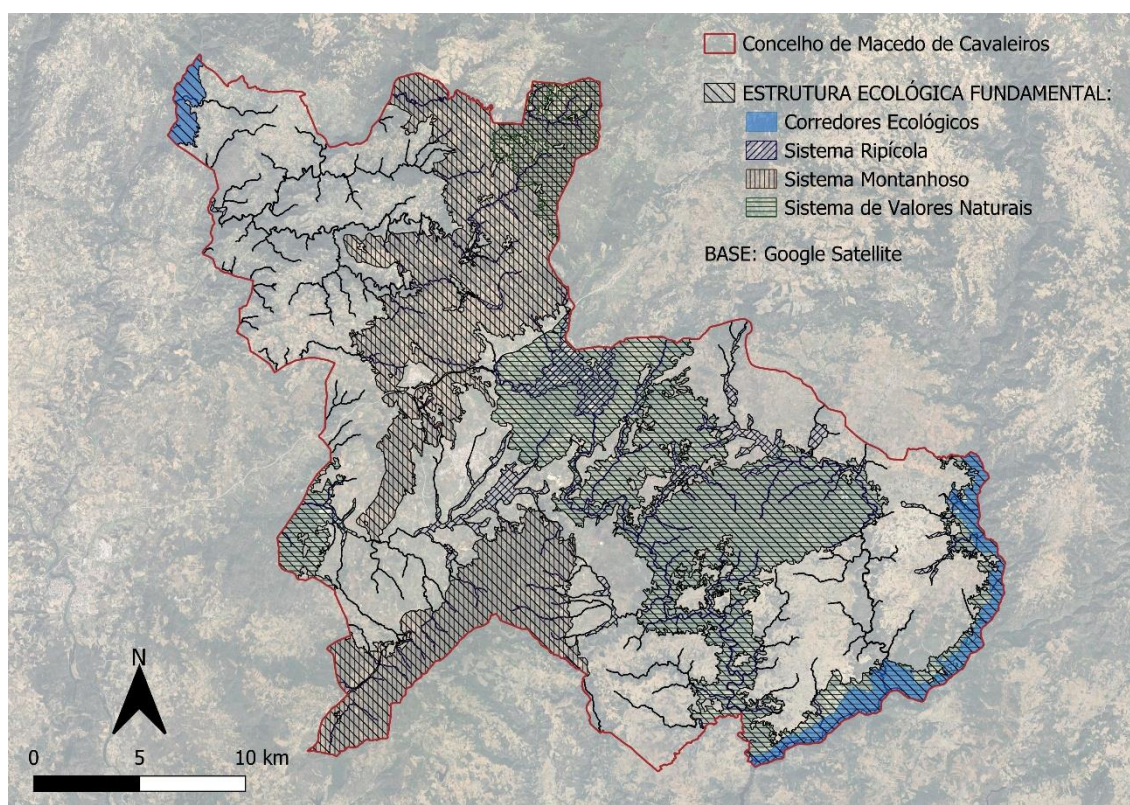 Concelho de Macedo de Cavaleiros
ESTRUTURA ECOLÓGICA FUNDAMENTAL:
Corredores Ecológicos
Sistema Ripícola
Sistema Montanhoso
Sistema de Valores Naturais
BASE: Google Satellite
N
0 5 10 km